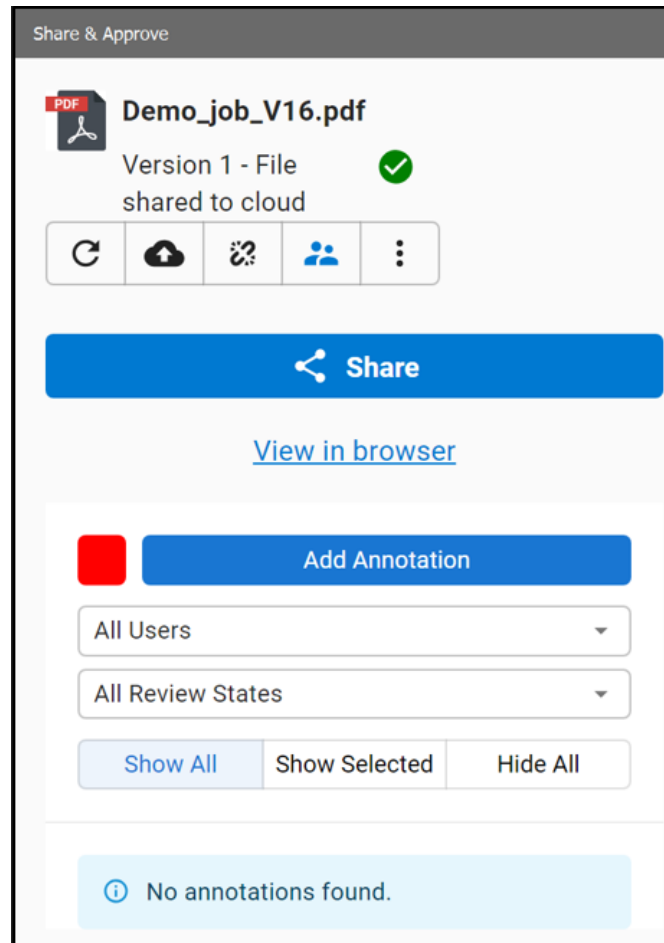 Share & Approve
PDF
Demo_job_V16.pdf
Version 1 - File
shared to cloud
Share
View in browser
Add Annotation
All Users
All Review States
Show All
Show Selected
Hide All
No annotations found.